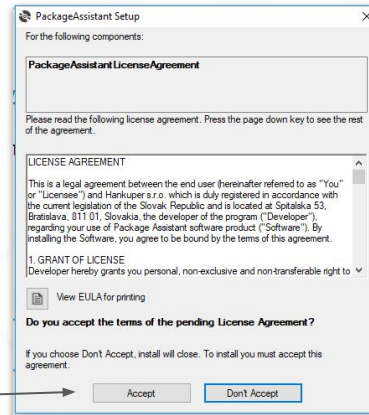 PackageAssistant Setup
For the following components:
PackageAssistantLicenseAgreement
Please read the following license agreement. Press the page down key to see the rest
of the agreement.
LICENSE AGREEMENT
This is a legal agreement between the end user (hereinafter referred to as "You"
or "Licensee") and Hankuper s.r.o. which is duly registered in accordance with
the current legislation of the Slovak Republic and is located at Spitalska 53,
Bratislava, 811 01, Slovakia, the developer of the program ("Developer"),
regarding your use of Package Assistant software product ("Software"). By
installing the Software, you agree to be bound by the terms of this agreement.
1. GRANT OF LICENSE
Developer hereby grants you personal, non-exclusive and non-transferable right to
View EULA for printing
Do you accept the terms of the pending License Agreement?
If you choose Don't Accept, install will close. To install you must accept this
agreement.
Accept
Don't Accept